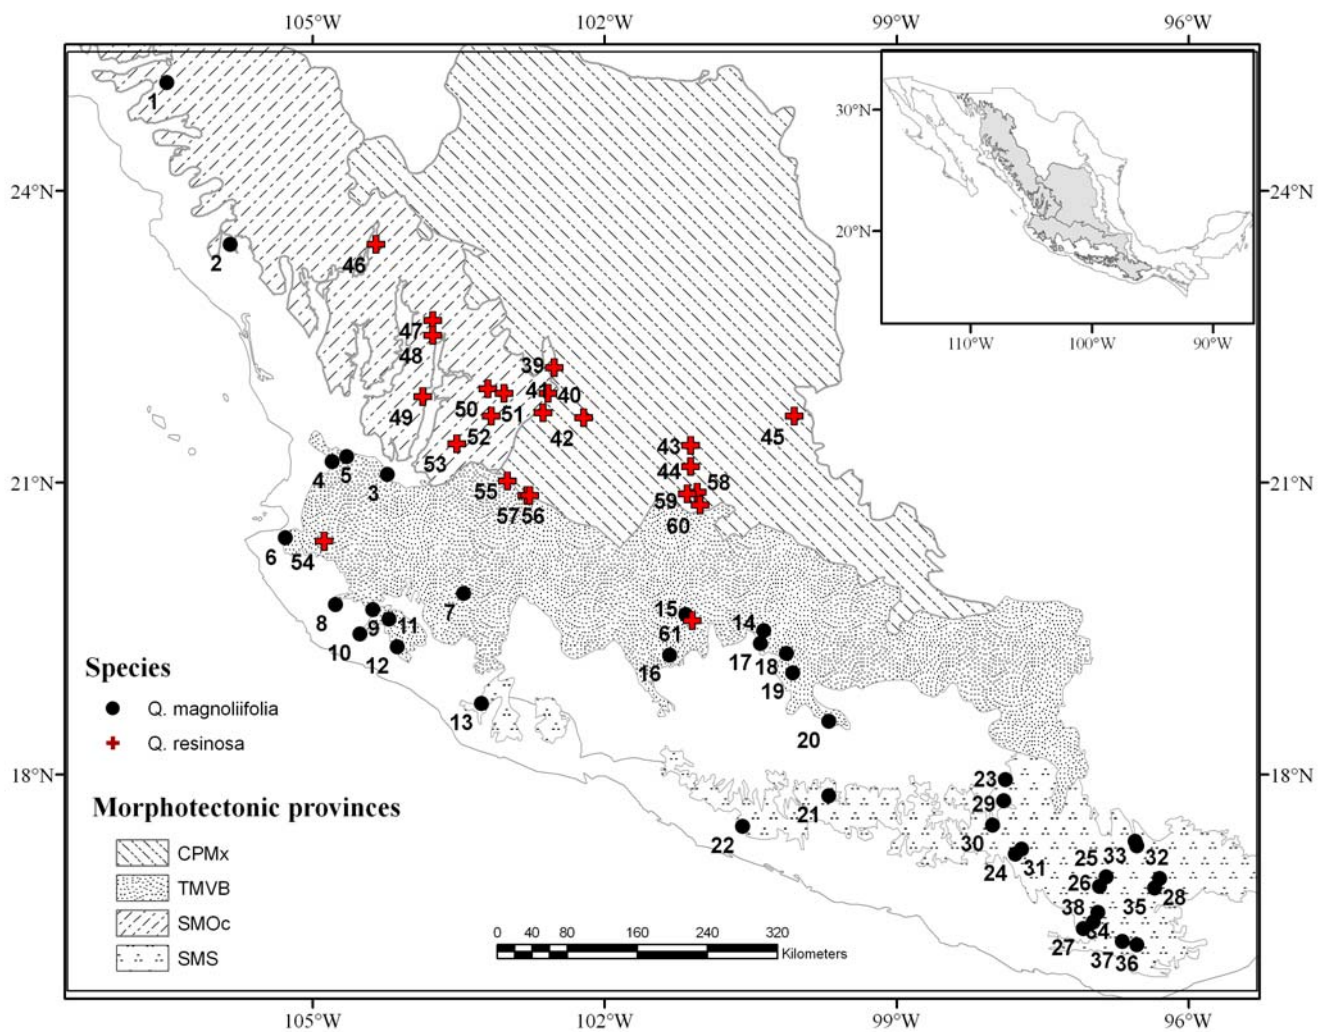 105°W 102°W 99°W 96°W
1
30°N
24°N 24°N
20°N
2
46
110°W 100°W 90°W
47
48
39
41 40
49 50 51
52 42 45
43
53
44
5
21°N 4 3 55 59 58 21°N
57 56 60
6 54
7 15
8 9 11 61 14
10 12 16 17 18
Species
19
Q. magnoliifolia
13 20
Q. resinosa
18°N 23 18°N
29
Morphotectonic provinces
21
22 30
CPMx
24 31 25 33 32
TMVB
26 35 28
SMOc
38
0 40 80 160 240 320
27 34
Kilometers
SMS
37 36
105°W 102°W 99°W 96°W